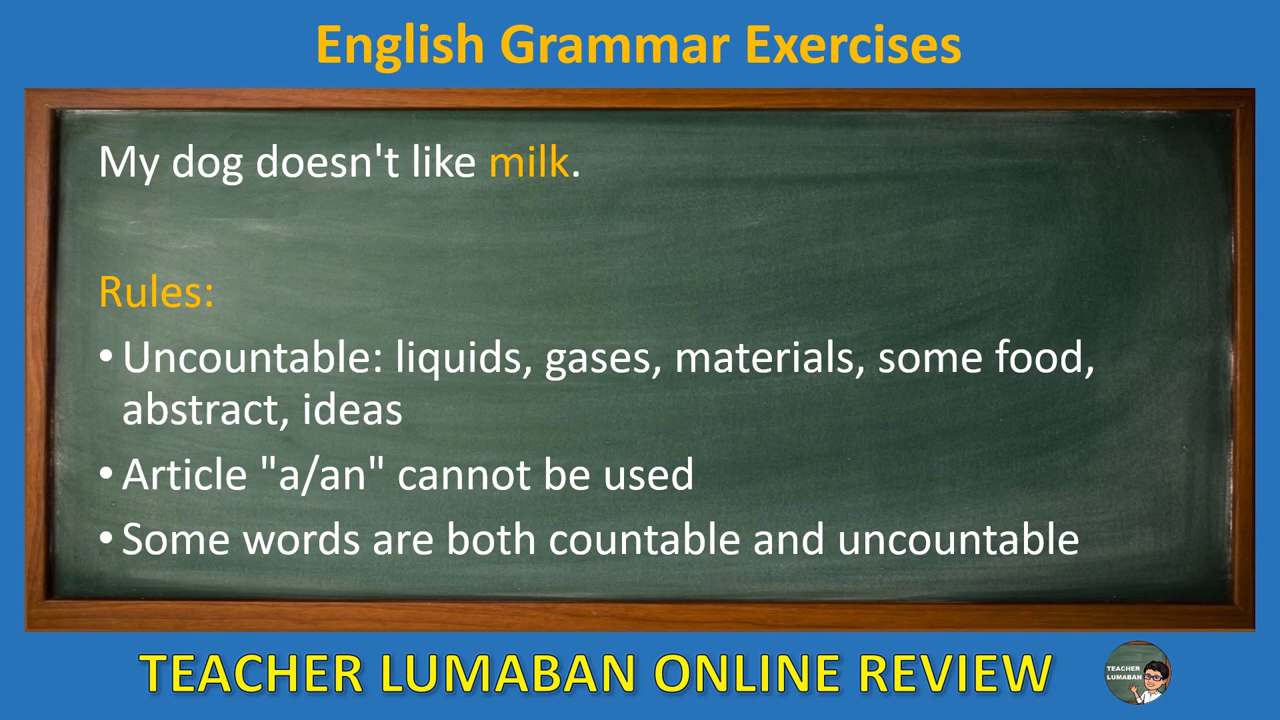 English Grammar Exercises
My dog doesn't like milk.
Rules:
• Uncountable: liquids, gases, materials, some food,
abstract, ideas
• Article "a/an" cannot be used
• Some words are both countable and uncountable
TEACHER LUMABAN ONLINE REVIEW
TEACHER
LUMABAN